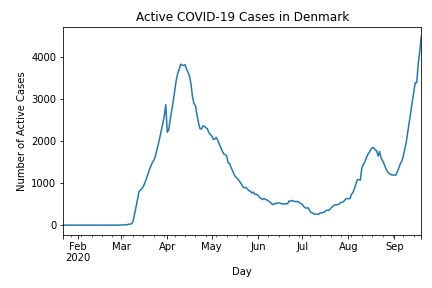 Active COVID-19 Cases in Denmark
Number of Active Cases
4000
3000
2000
1000
0
Feb Mar Apr May Jun Jul Aug Sep
2020
Day